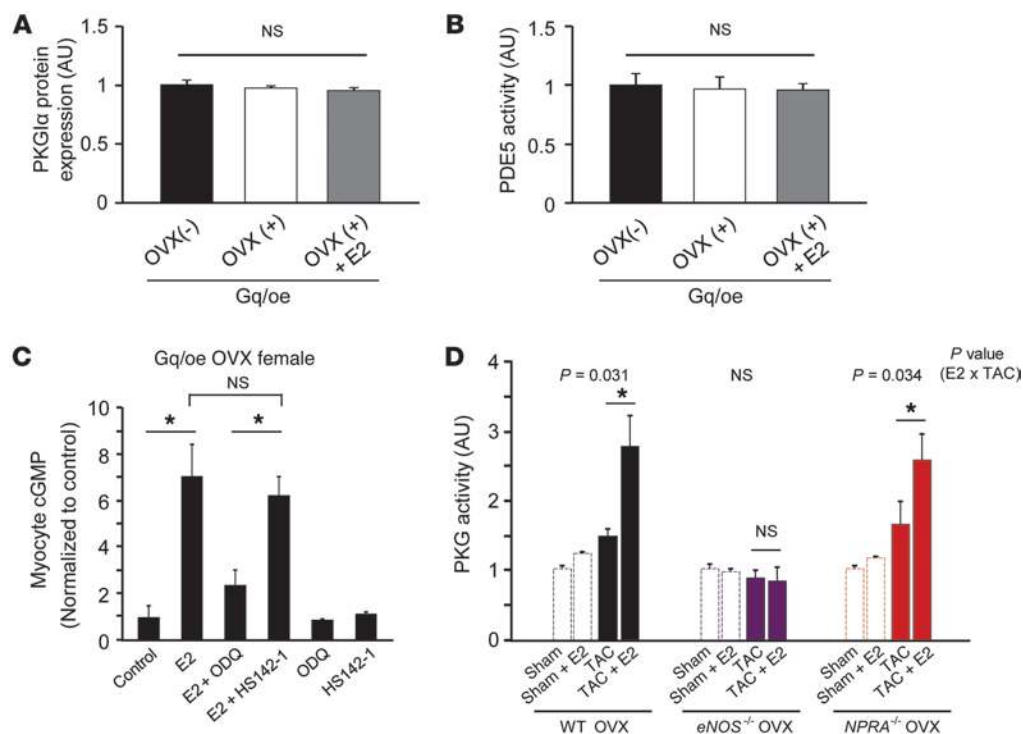 A
PKGIα protein
expression (AU)
1.5
1
0.5
0
NS
OVX(-)
OVX (+)
OVX (+)
+ E2
Gq/oe
B
PDE5 activity (AU)
1.5
1
0.5
0
NS
OVX(-)
OVX (+)
OVX (+)
+ E2
Gq/oe
C
Gq/oe OVX female
NS
* *
Myocyte cGMP
(Normalized to control)
10
8
6
4
2
0
Control
E2
E2 + ODQ
E2 + HS142-1
ODQ
HS142-1
D
P value
(E2 x TAC)
P = 0.031
NS
P = 0.034
*
*
NS
PKG activity (AU)
4
3
2
1
0
Sham
Sham + E2
TAC
TAC + E2
Sham
Sham + E2
TAC
TAC + E2
Sham
Sham + E2
TAC
TAC + E2
WT OVX
eNOS-/- OVX
NPRA-/- OVX